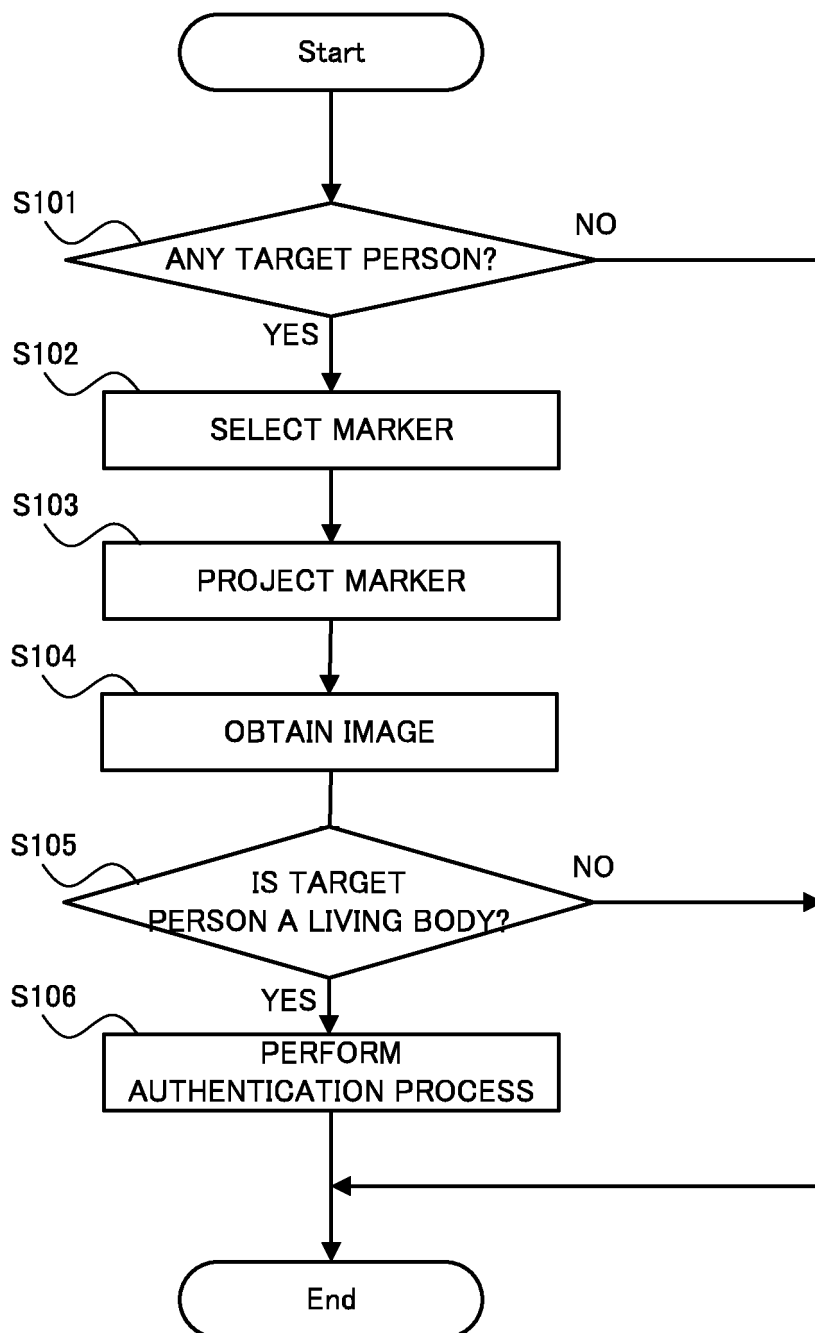 Start
S101
ANY TARGET PERSON?
NO
YES
S102
SELECT MARKER
S103
PROJECT MARKER
S104
OBTAIN IMAGE
S105
IS TARGET
PERSON A LIVING BODY?
NO
YES
S106
PERFORM
AUTHENTICATION PROCESS
End